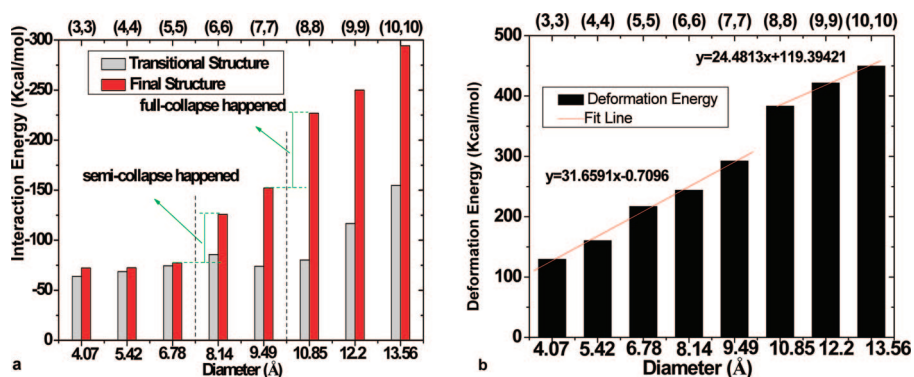 (3,3) (4,4) (5,5) (6,6) (7,7) (8,8) (9,9) (10,10)
-300
-250
-200
-150
-100
-50
0
Interaction Energy (Kcal/mol)
Transitional Structure
Final Structure
full-collapse happened
semi-collapse happened
4.07 5.42 6.78 8.14 9.49 10.85 12.2 13.56
Diameter (Å)
a
(3,3) (4,4) (5,5) (6,6) (7,7) (8,8) (9,9) (10,10)
500
400
300
200
100
0
Deformation Energy (Kcal/mol)
y=24.4813x+119.39421
Deformation Energy
Fit Line
y=31.6591x-0.7096
4.07 5.42 6.78 8.14 9.49 10.85 12.2 13.56
Diameter (Å)
b